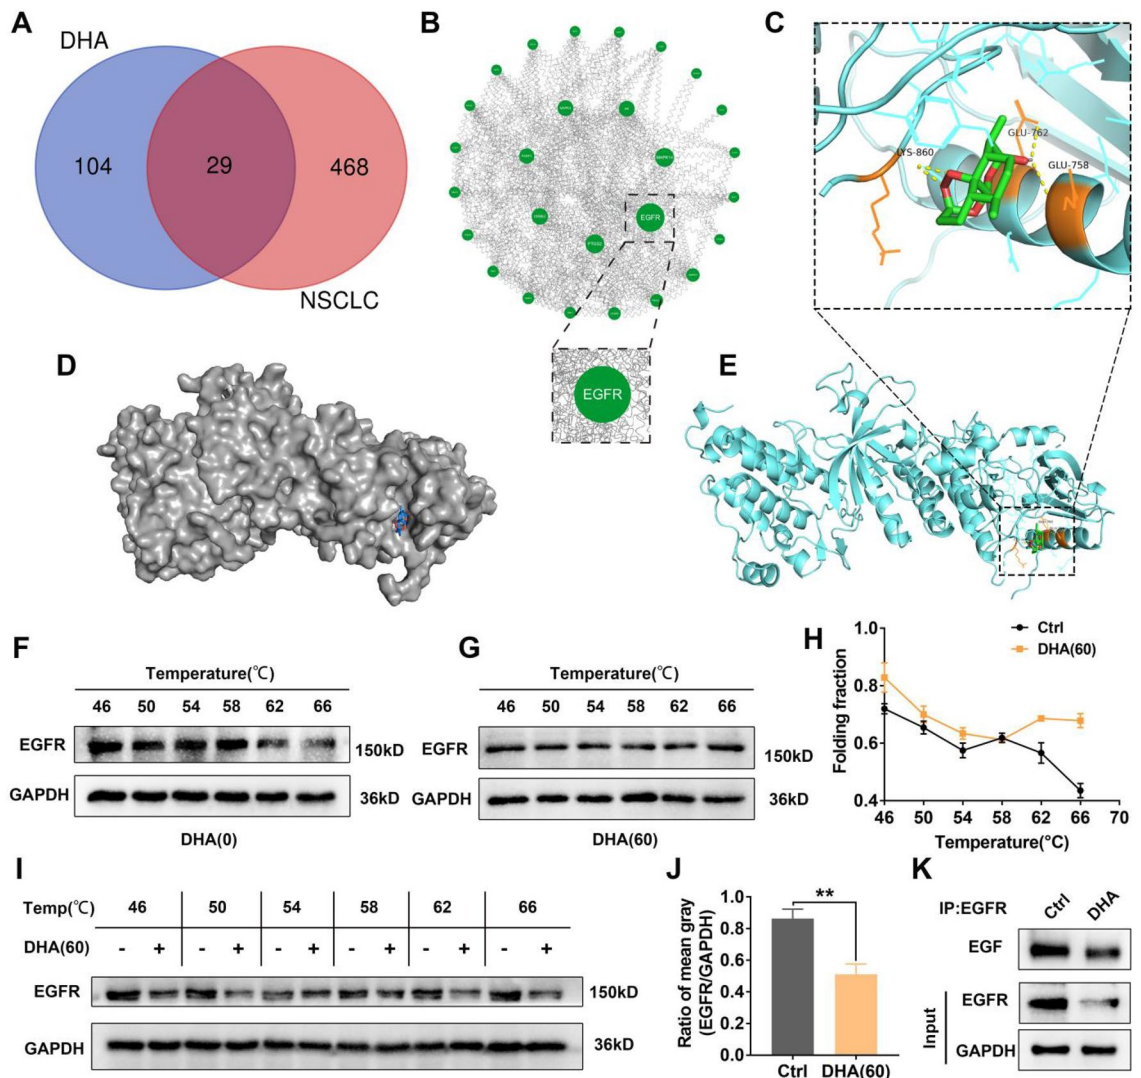 A
DHA
104
29
468
NSCLC
B
EGFR
PTGS2
EGFR
C
LYS-860
GLU-762
GLU-758
D
E
F
Temperature(℃)
46 50 54 58 62 66
EGFR
150kD
GAPDH
36kD
DHA(0)
G
Temperature(℃)
46 50 54 58 62 66
EGFR
150kD
GAPDH
36kD
DHA(60)
H
Ctrl
DHA(60)
Folding fraction
1.0
0.8
0.6
0.4
46 50 54 58 62 66 70
Temperature(°C)
I
Temp(℃) 46 50 54 58 62 66
DHA(60) - + - + - + - + - + - +
EGFR
150kD
GAPDH
36kD
J
Ratio of mean gray
(EGFR/GAPDH)
1.0
0.8
0.6
0.4
0.2
0.0
**
Ctrl DHA(60)
K
IP:EGFR
Ctrl
DHA
EGF
Input
EGFR
GAPDH